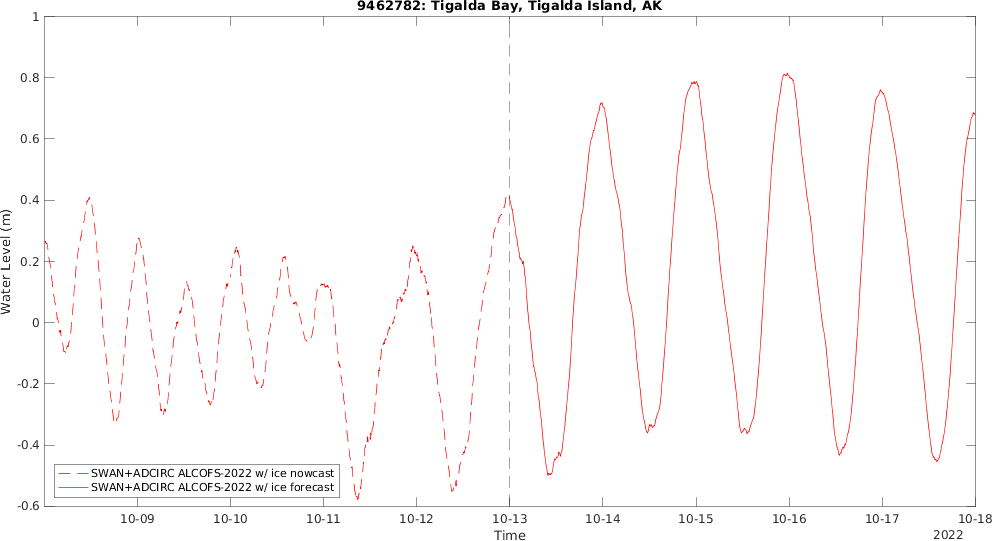 9462782: Tigalda Bay, Tigalda Island, AK
Water Level (m)
1
0.8
0.6
0.4
0.2
0
-0.2
-0.4
-0.6
SWAN+ADCIRC ALCOFS-2022 w/ ice nowcast
SWAN+ADCIRC ALCOFS-2022 w/ ice forecast
10-09 10-10 10-11 10-12 10-13 10-14 10-15 10-16 10-17 10-18
Time
2022